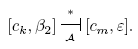 [c_k, β_2] ⊢^*_𝒜 [c_m, ε].